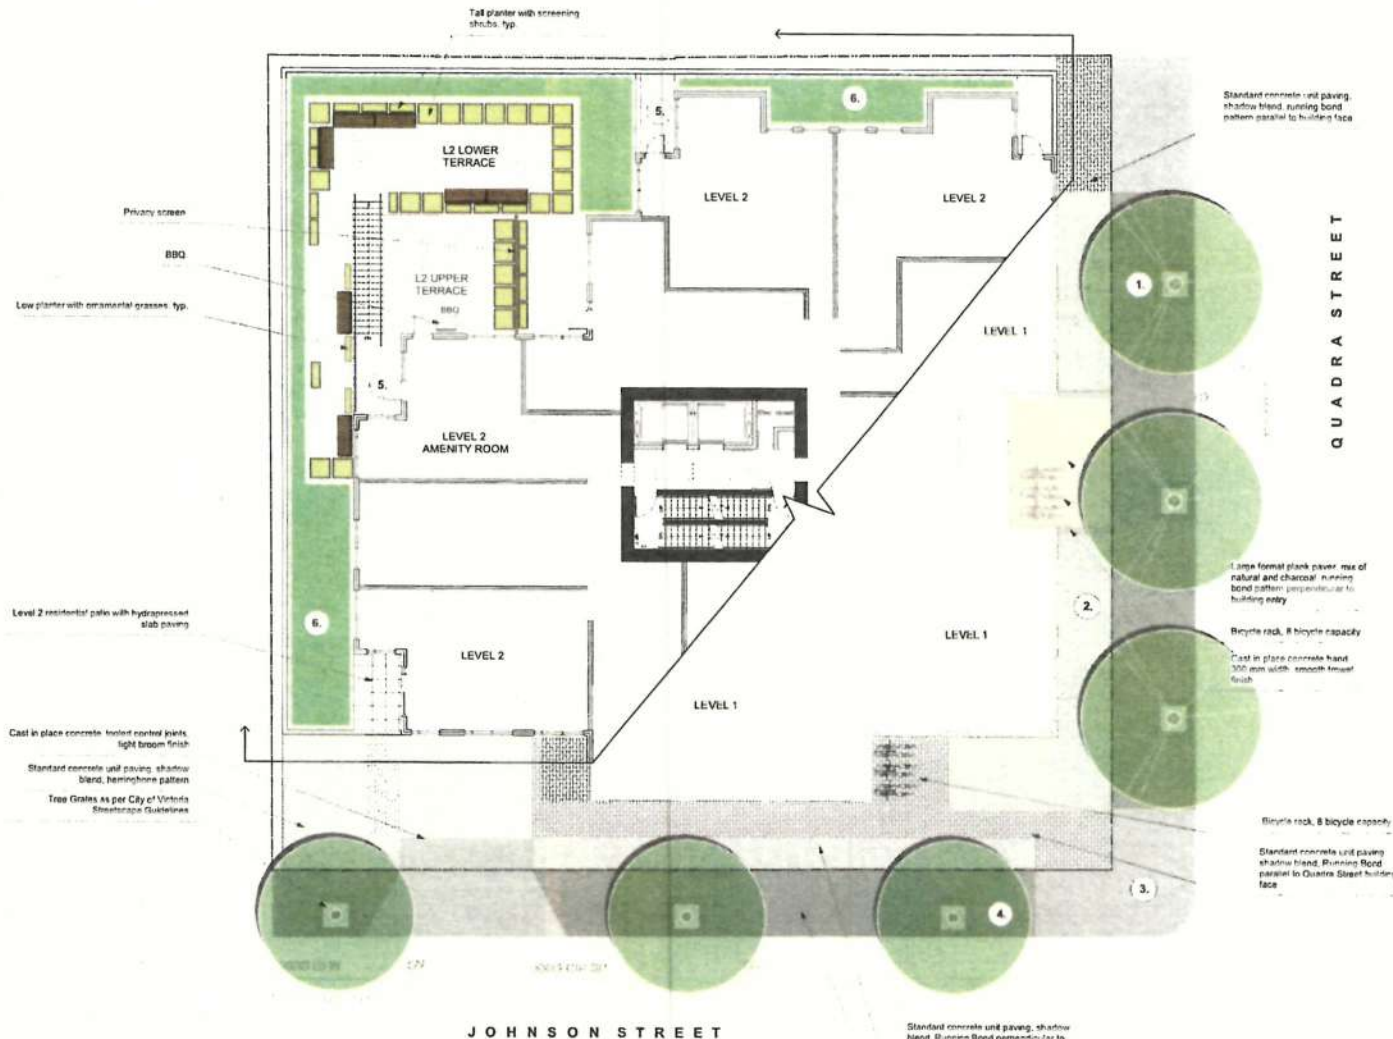 Tall planter with screening
shrubs, typ.
Standard concrete unit paving,
shadow blend, running bond
pattern parallel to building face
5.
6.
L2 LOWER
TERRACE
LEVEL 2
LEVEL 2
Privacy screen
BBQ
Low planter with ornamental grasses, typ.
L2 UPPER
TERRACE
BBQ
1.
QUADRA STREET
LEVEL 1
5.
LEVEL 2
AMENITY ROOM
Large format plank paver, mix of
natural and charcoal, running
bond pattern perpendicular to
building entry
2.
Bicycle rack, 8 bicycle capacity
Cast in place concrete band,
300 mm width, smooth trowel
finish
Level 2 residential patio with hydrapressed
slab paving
6.
LEVEL 2
LEVEL 1
LEVEL 1
Cast in place concrete, tooled control joints,
light broom finish
Standard concrete unit paving, shadow
blend, herringbone pattern
Tree Grates as per City of Victoria
Streetscape Guidelines
Bicycle rack, 8 bicycle capacity
Standard concrete unit paving
shadow blend, Running Bond
parallel to Quadra Street building
face
3.
4.
JOHNSON STREET
Standard concrete unit paving, shadow
blend, Running Bond perpendicular to